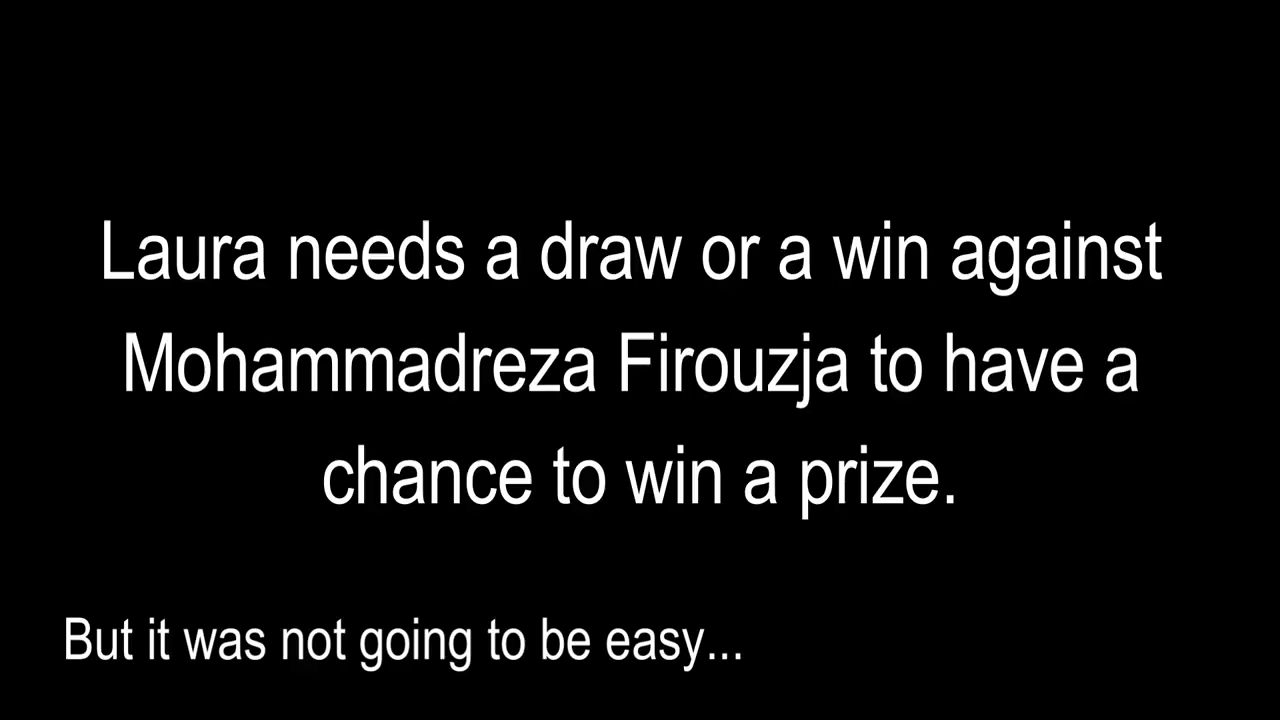 Laura needs a draw or a win against
Mohammadreza Firouzja to have a
chance to win a prize.
But it was not going to be easy...